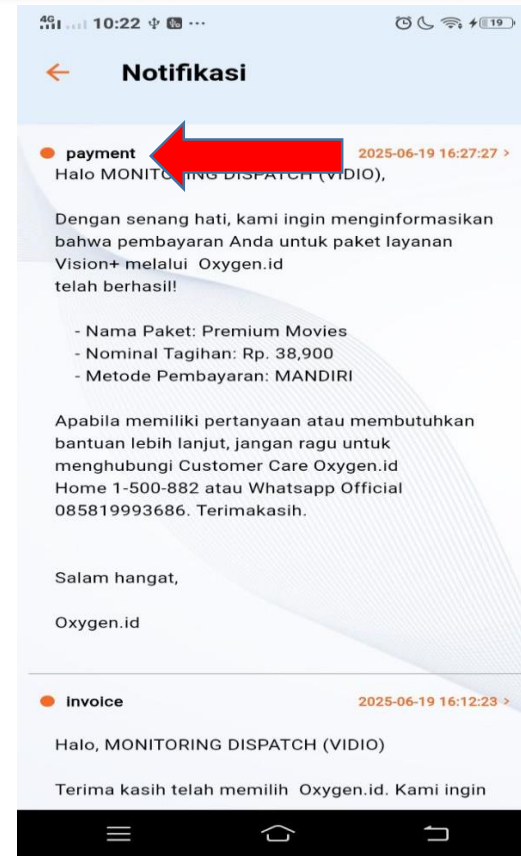 4G 10:22
19
Notifikasi
payment 2025-06-19 16:27:27 >
Halo MONITORING DISPATCH (VIDIO),
Dengan senang hati, kami ingin menginformasikan
bahwa pembayaran Anda untuk paket layanan
Vision+ melalui Oxygen.id
telah berhasil!
- Nama Paket: Premium Movies
- Nominal Tagihan: Rp. 38,900
- Metode Pembayaran: MANDIRI
Apabila memiliki pertanyaan atau membutuhkan
bantuan lebih lanjut, jangan ragu untuk
menghubungi Customer Care Oxygen.id
Home 1-500-882 atau Whatsapp Official
085819993686. Terimakasih.
Salam hangat,
Oxygen.id
invoice 2025-06-19 16:12:23 >
Halo, MONITORING DISPATCH (VIDIO)
Terima kasih telah memilih Oxygen.id. Kami ingin